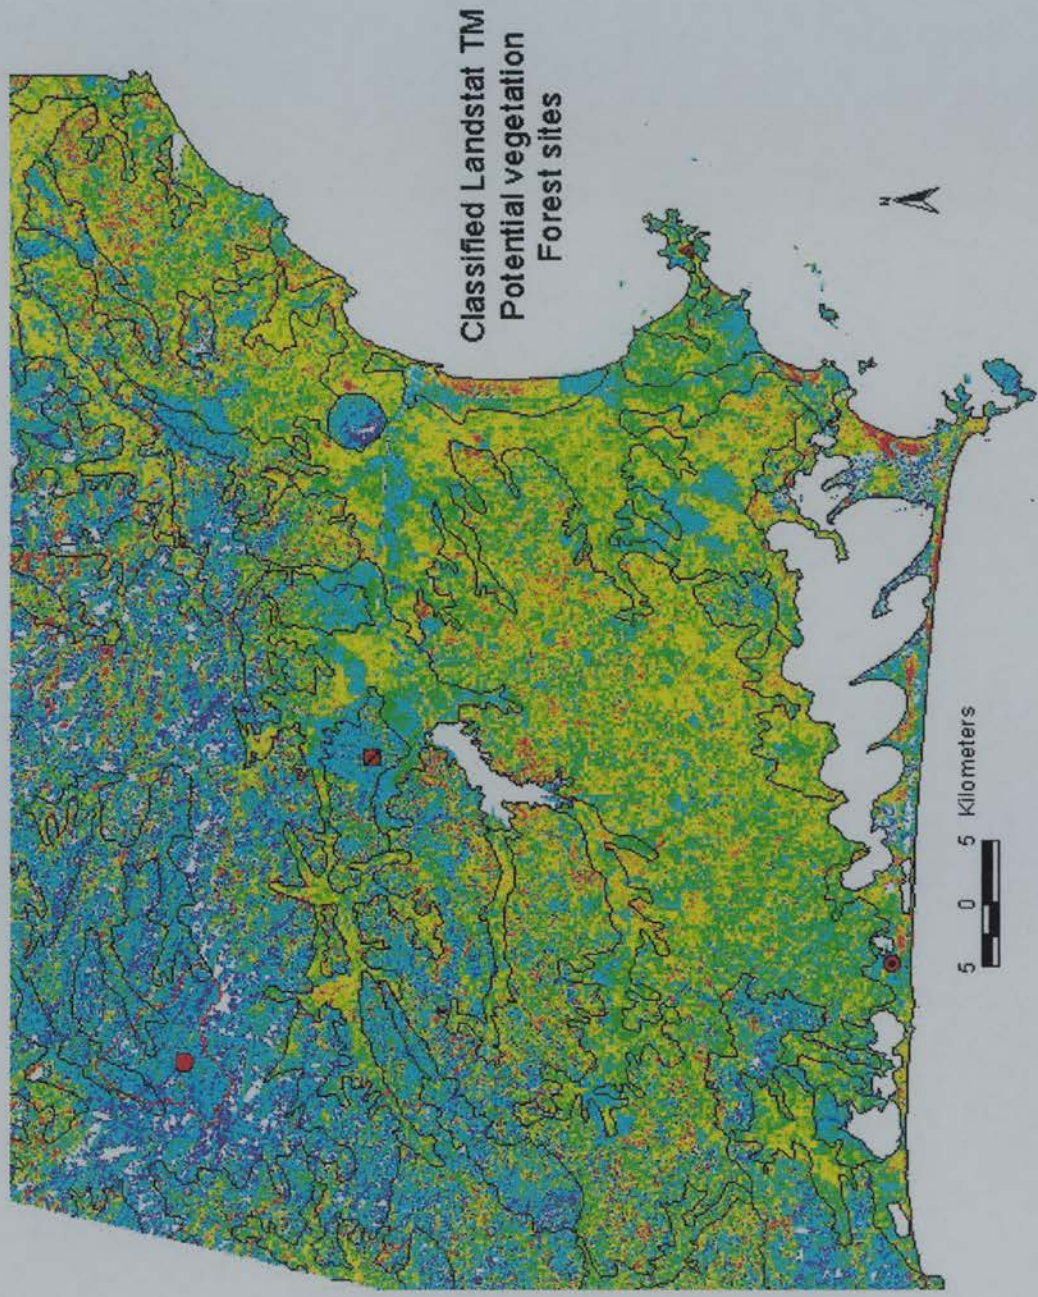 Classified Landstat TM
Potential vegetation
Forest sites
N
5 0 5 Kilometers